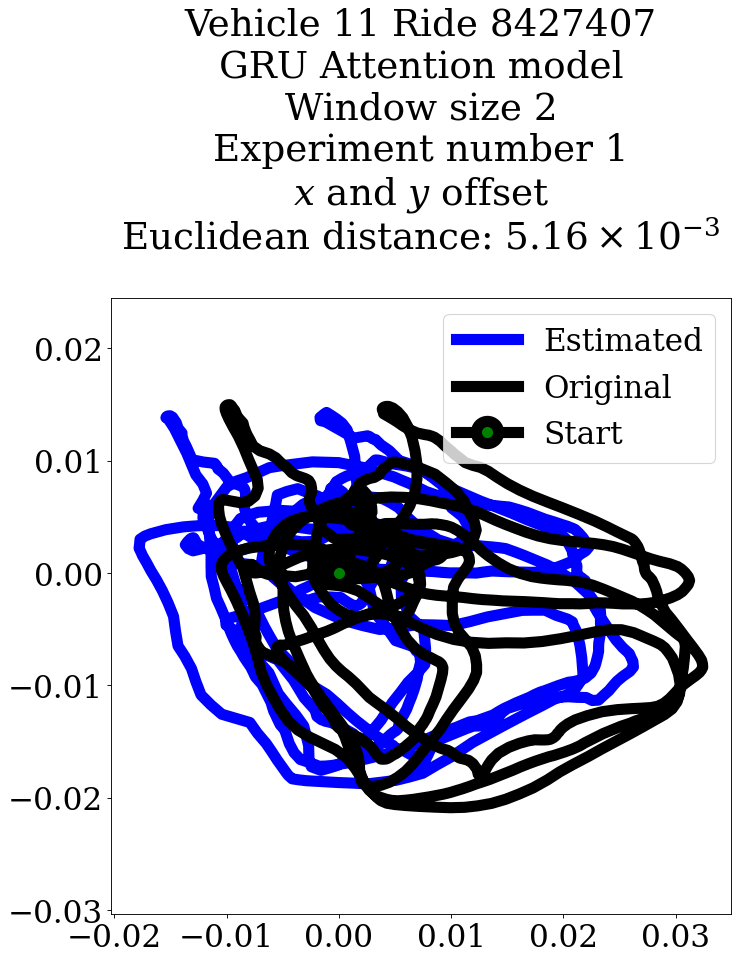 Vehicle 11 Ride 8427407
GRU Attention model
Window size 2
Experiment number 1
x and y offset
Euclidean distance: 5.16 × 10⁻³
Estimated
Original
Start
0.02
0.01
0.00
−0.01
−0.02
−0.03
−0.02 −0.01 0.00 0.01 0.02 0.03